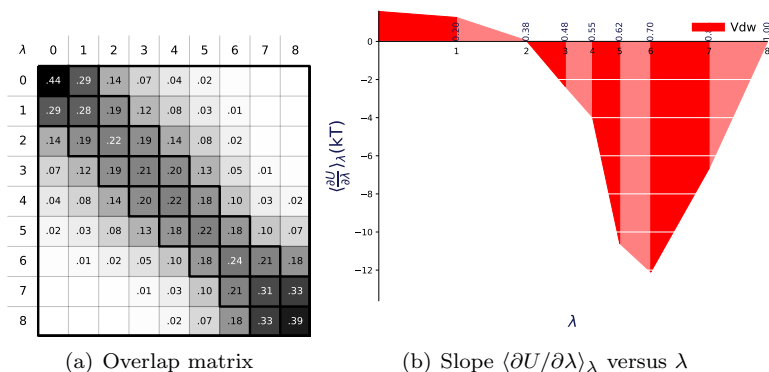 λ 0 1 2 3 4 5 6 7 8
0 .44 .29 .14 .07 .04 .02
1 .29 .28 .19 .12 .08 .03 .01
2 .14 .19 .22 .19 .14 .08 .02
3 .07 .12 .19 .21 .20 .13 .05 .01
4 .04 .08 .14 .20 .22 .18 .10 .03 .02
5 .02 .03 .08 .13 .18 .22 .18 .10 .07
6 .01 .02 .05 .10 .18 .24 .21 .18
7 .01 .03 .10 .21 .31 .33
8 .02 .07 .18 .33 .39
(a) Overlap matrix
Vdw
0.20 0.38 0.48 0.55 0.62 0.70 1.00
0
1 2 3 4 5 6 7 8
−2
−4
−6
−8
−10
−12
⟨∂U/∂λ⟩λ(kT)
λ
(b) Slope ⟨∂U/∂λ⟩λ versus λ